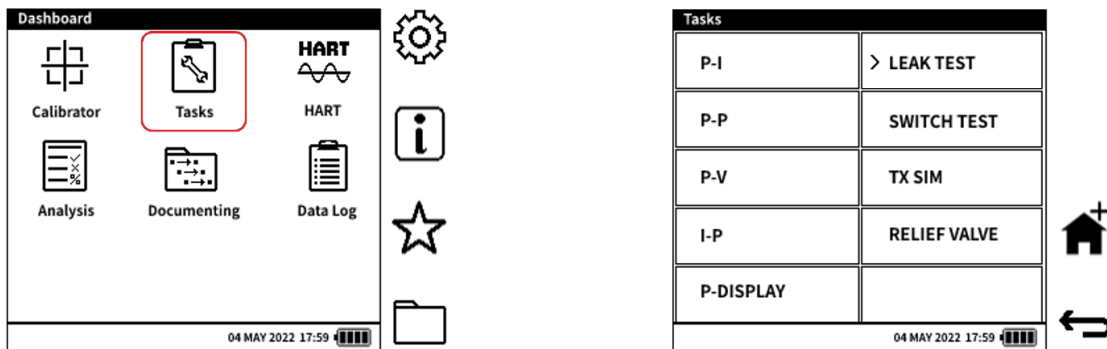 Dashboard
HART
Calibrator Tasks HART
Analysis Documenting Data Log
04 MAY 2022 17:59
Tasks
P-I > LEAK TEST
P-P SWITCH TEST
P-V TX SIM
I-P RELIEF VALVE
P-DISPLAY
04 MAY 2022 17:59